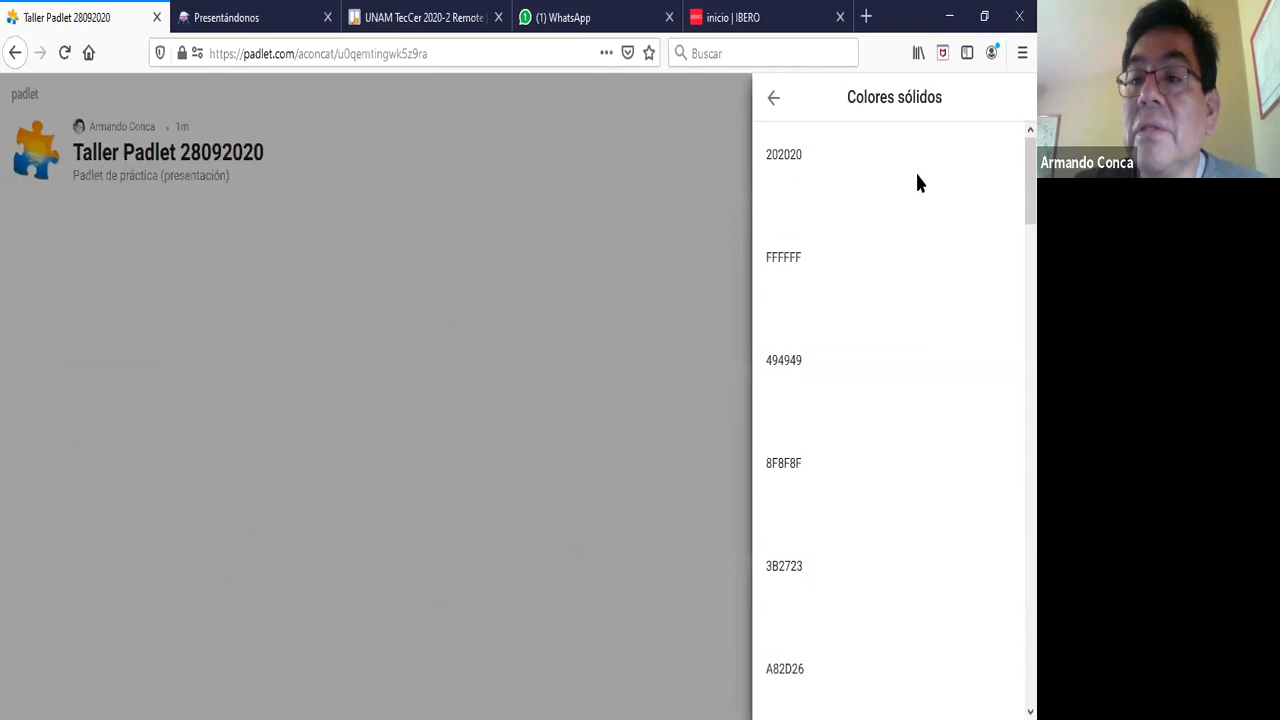 Taller Padlet 28092020
Presentándonos
UNAM TecCer 2020-2 Remote
(1) WhatsApp
inicio | IBERO
https://padlet.com/aconcat/u0qemtingwk5z9ra
Buscar
padlet
Armando Conca • 1m
Taller Padlet 28092020
Padlet de práctica (presentación)
Colores sólidos
202020
FFFFFF
494949
8F8F8F
3B2723
A82D26
Armando Conca